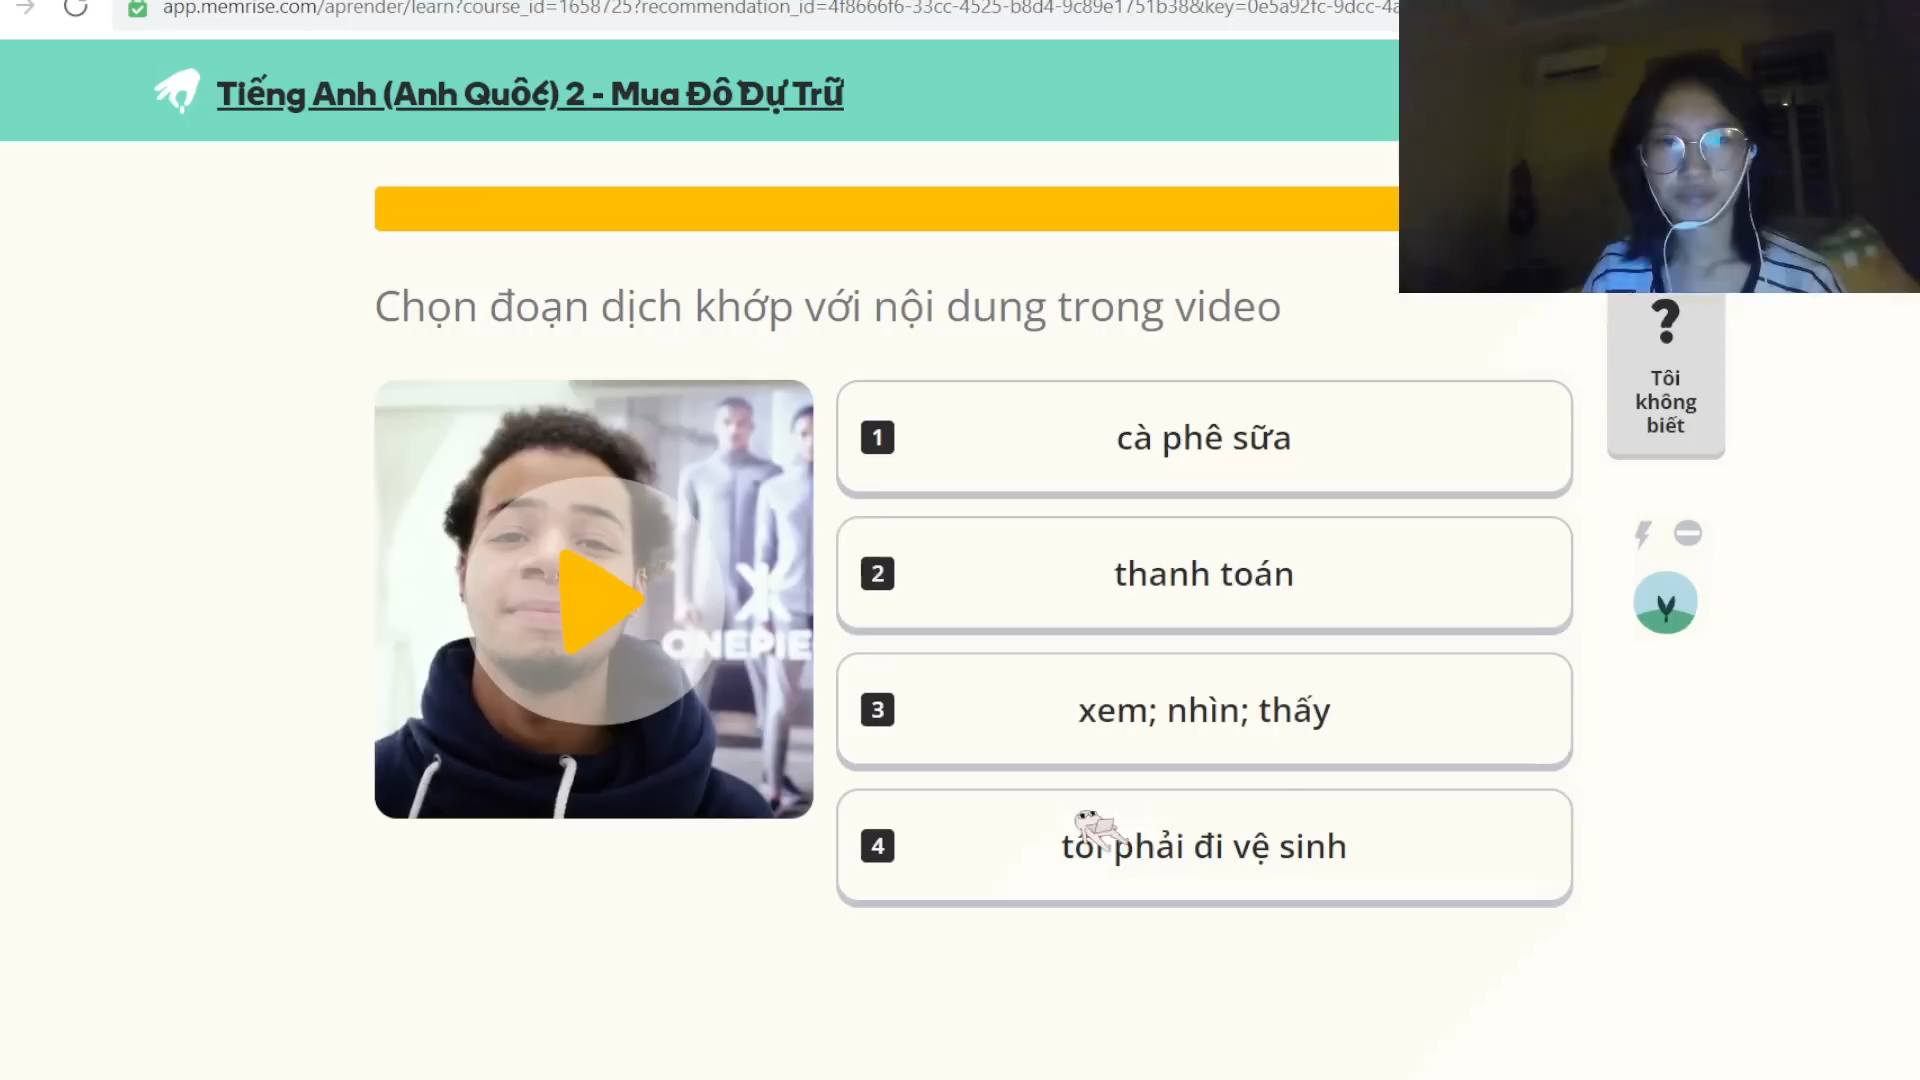 app.memrise.com/aprender/learn?course_id=1658725?recommendation_id=4f8666f6-33cc-4525-b8d4-9c89e1751b38&key=0e5a92fc-9dcc-4a
Tiếng Anh (Anh Quốc) 2 - Mua Đồ Dự Trữ
Chọn đoạn dịch khớp với nội dung trong video
?
Tôi
không
biết
1 cà phê sữa
2 thanh toán
3 xem; nhìn; thấy
4 tôi phải đi vệ sinh
ONEPIE